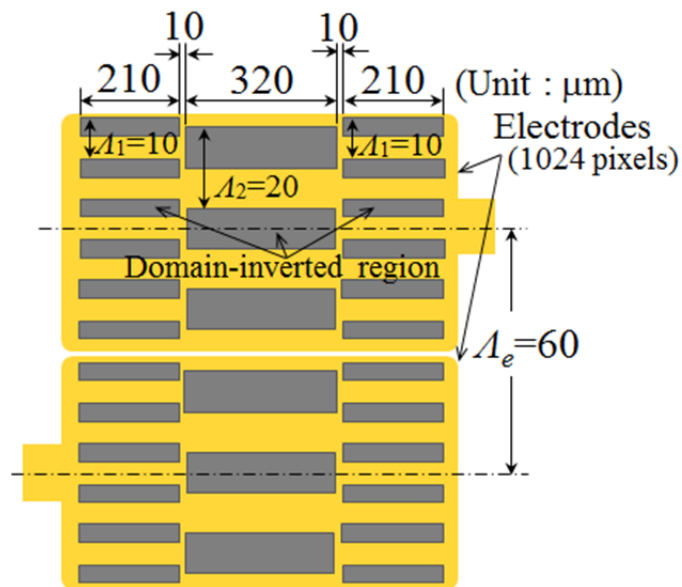 10 10
210 320 210 (Unit : μm)
Electrodes
(1024 pixels)
Λ1=10 Λ1=10
Λ2=20
Domain-inverted region
Λe=60